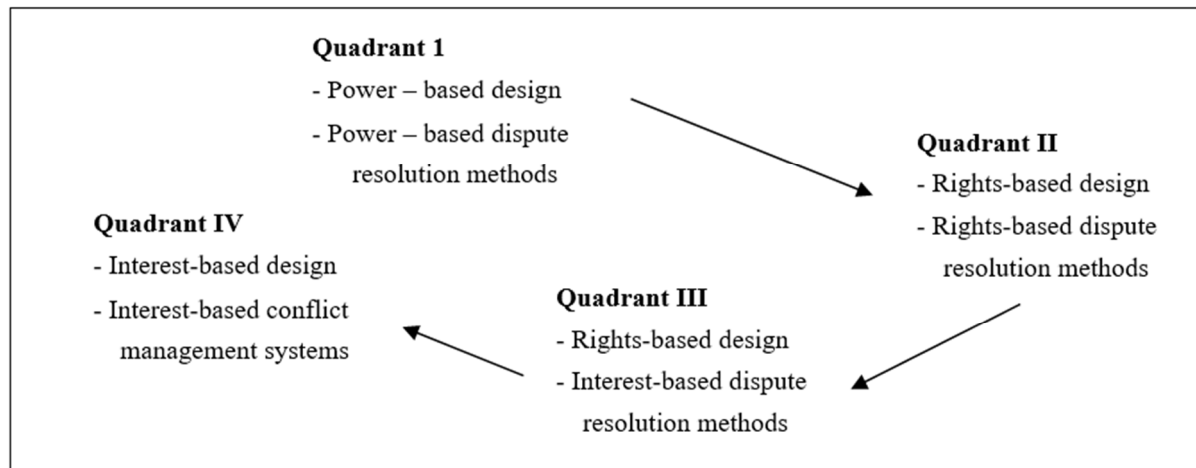 Quadrant 1
- Power – based design
- Power – based dispute
resolution methods
Quadrant II
- Rights-based design
- Rights-based dispute
resolution methods
Quadrant III
- Rights-based design
- Interest-based dispute
resolution methods
Quadrant IV
- Interest-based design
- Interest-based conflict
management systems